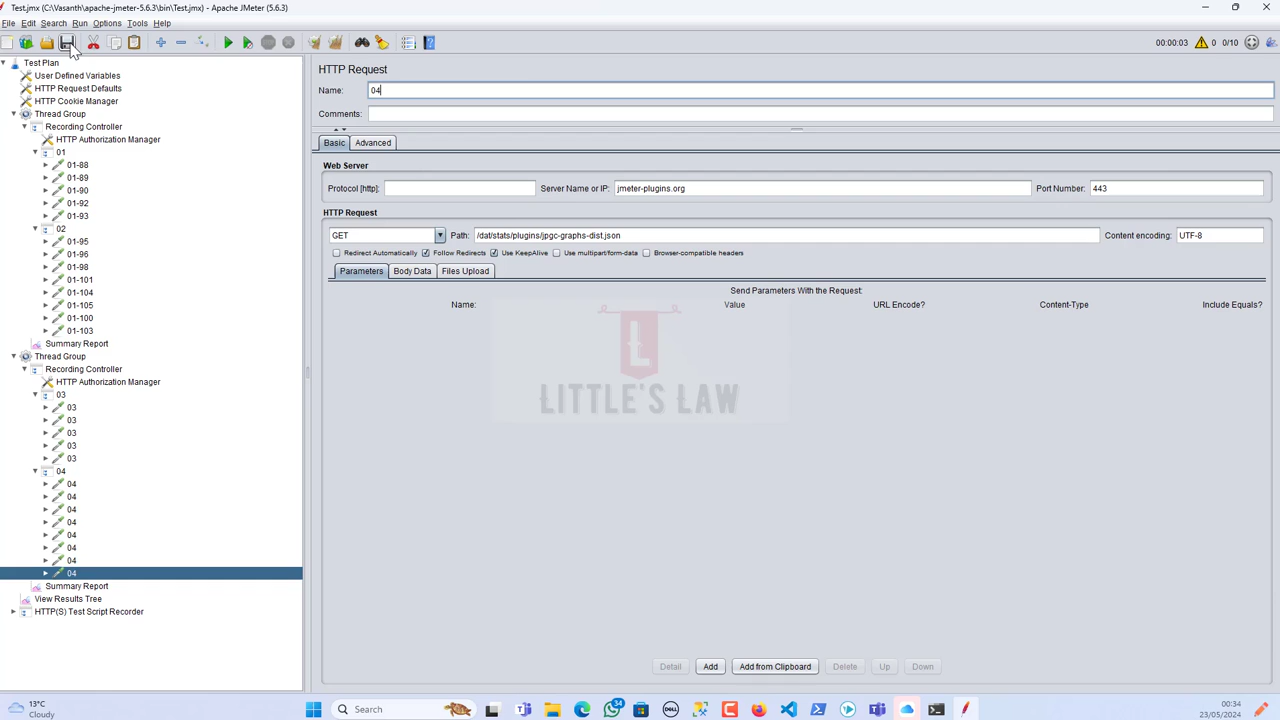 Test.jmx (C:\Vasanth\apache-jmeter-5.6.3\bin\Test.jmx) - Apache JMeter (5.6.3)
File Edit Search Run Options Tools Help
00:00:03 0 0/10
Test Plan
User Defined Variables
HTTP Request Defaults
HTTP Cookie Manager
Thread Group
Recording Controller
HTTP Authorization Manager
01
01-88
01-89
01-90
01-92
01-93
02
01-95
01-96
01-98
01-101
01-104
01-105
01-100
01-103
Summary Report
Thread Group
Recording Controller
HTTP Authorization Manager
03
03
03
03
03
03
04
04
04
04
04
04
04
04
04
Summary Report
View Results Tree
HTTP(S) Test Script Recorder
HTTP Request
Name: 04
Comments:
Basic Advanced
Web Server
Protocol [http]: Server Name or IP: jmeter-plugins.org Port Number: 443
HTTP Request
GET Path: /dat/stats/plugins/jpgc-graphs-dist.json Content encoding: UTF-8
Redirect Automatically Follow Redirects Use KeepAlive Use multipart/form-data Browser-compatible headers
Parameters Body Data Files Upload
Send Parameters With the Request:
Name: Value URL Encode? Content-Type Include Equals?
L
LITTLE'S LAW
Detail Add Add from Clipboard Delete Up Down
13°C
Cloudy
Search
34
DELL
00:34
23/05/2024